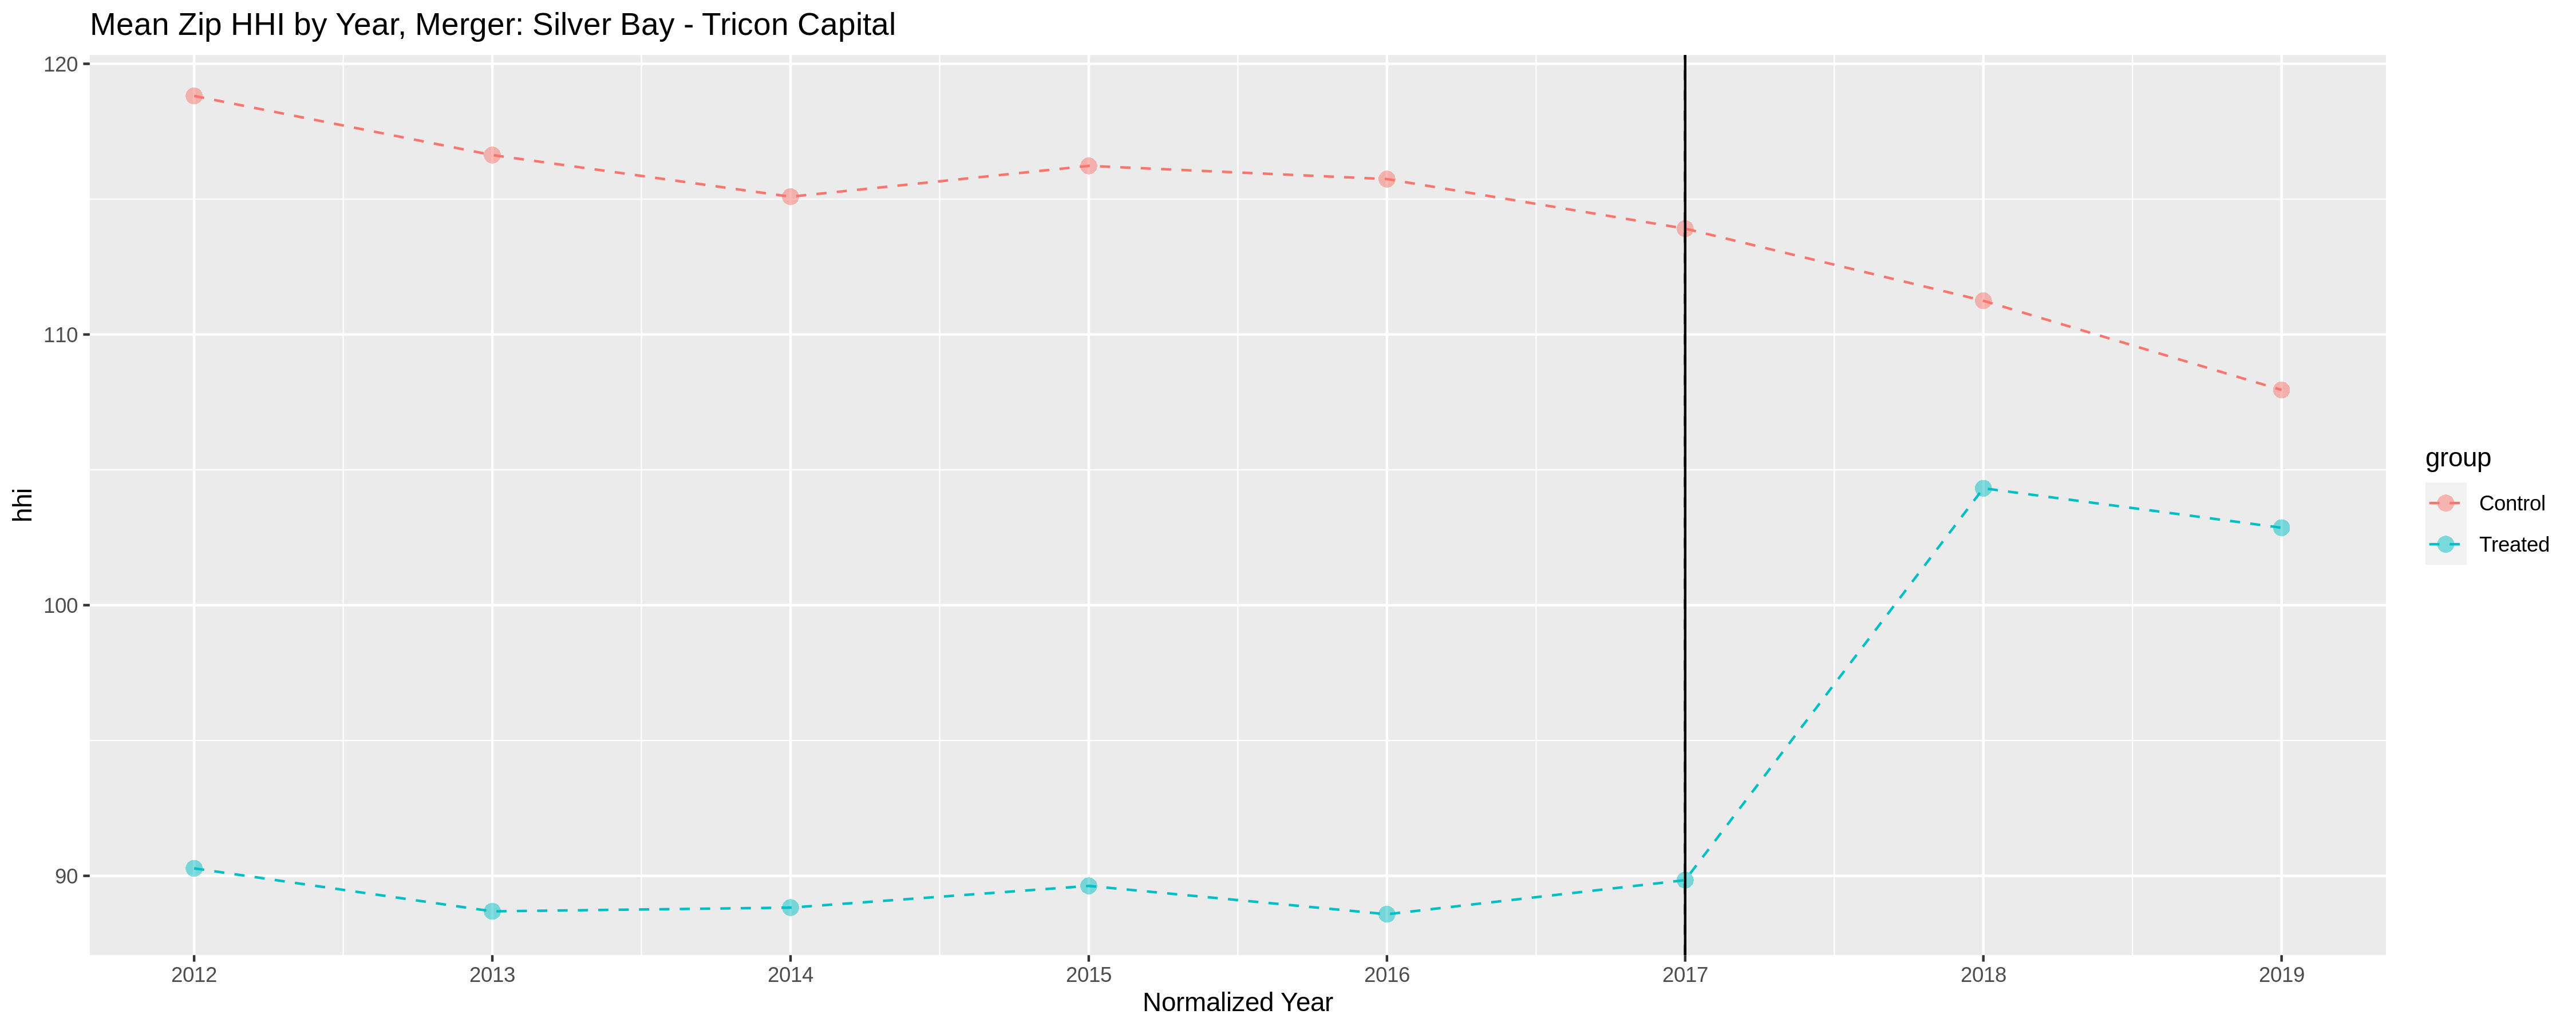 Mean Zip HHI by Year, Merger: Silver Bay - Tricon Capital
120
110
100
90
hhi
2012 2013 2014 2015 2016 2017 2018 2019
Normalized Year
group
Control
Treated